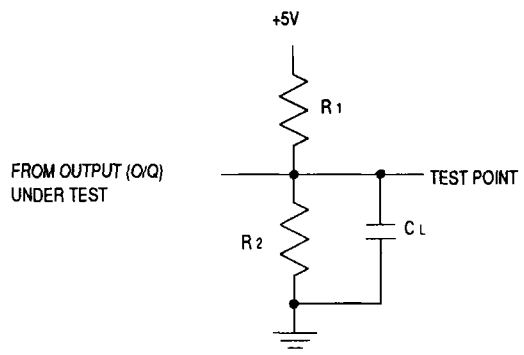 +5V
R1
FROM OUTPUT (O/Q)
UNDER TEST
TEST POINT
R2
CL